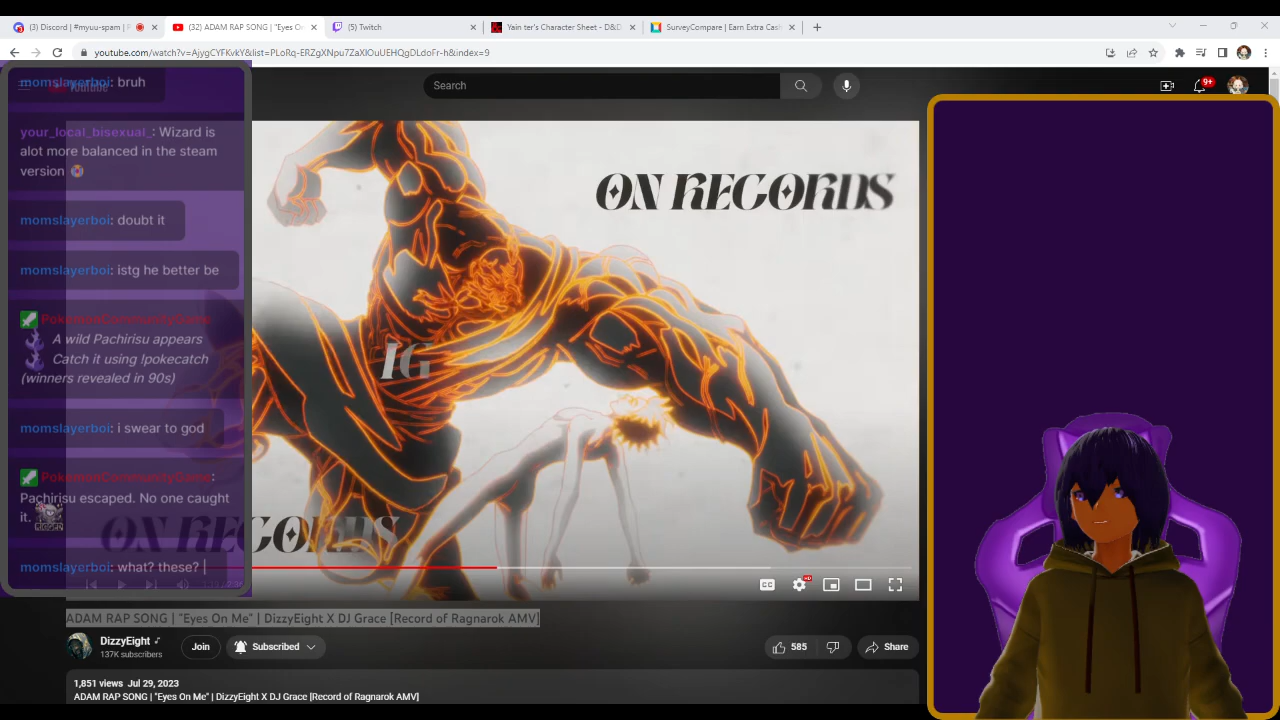 (3) Discord | #myuu-spam | F
(32) ADAM RAP SONG | "Eyes On
(5) Twitch
Yain ter's Character Sheet - D&D
SurveyCompare | Earn Extra Cash
youtube.com/watch?v=AjygCYFKvkY&list=PLoRq-ERZgXNpu7ZaXIOuUEHQgDLdoFr-h&index=9
Search
9+
momslayerboi: bruh
your_local_bisexual_: Wizard is
alot more balanced in the steam
version
momslayerboi: doubt it
momslayerboi: istg he better be
PokemonCommunityGame:
A wild Pachirisu appears
Catch it using !pokecatch
(winners revealed in 90s)
momslayerboi: i swear to god
PokemonCommunityGame:
Pachirisu escaped. No one caught
it.
momslayerboi: what? these? |
ON RECORDS
IG
ON RECORDS
CC
HD
ADAM RAP SONG | "Eyes On Me" | DizzyEight X DJ Grace [Record of Ragnarok AMV]
DizzyEight
137K subscribers
Join
Subscribed
585
Share
1,851 views Jul 29, 2023
ADAM RAP SONG | "Eyes On Me" | DizzyEight X DJ Grace [Record of Ragnarok AMV]